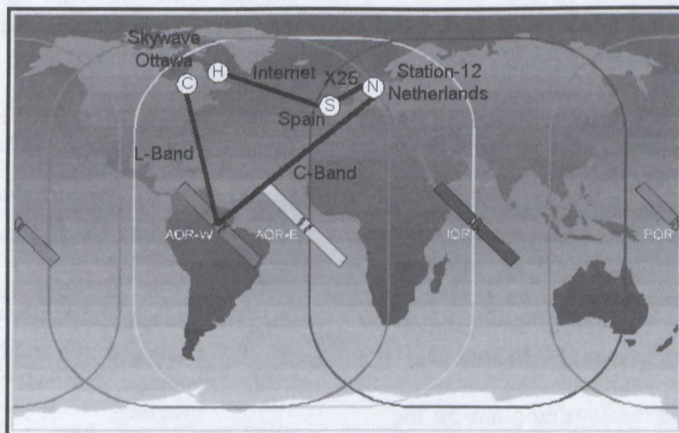 Skywave
Ottawa
C
H
Internet
X25
N
Station-12
Netherlands
S
Spain
L-Band
C-Band
AOR-W
AOR-E
IOR
POR